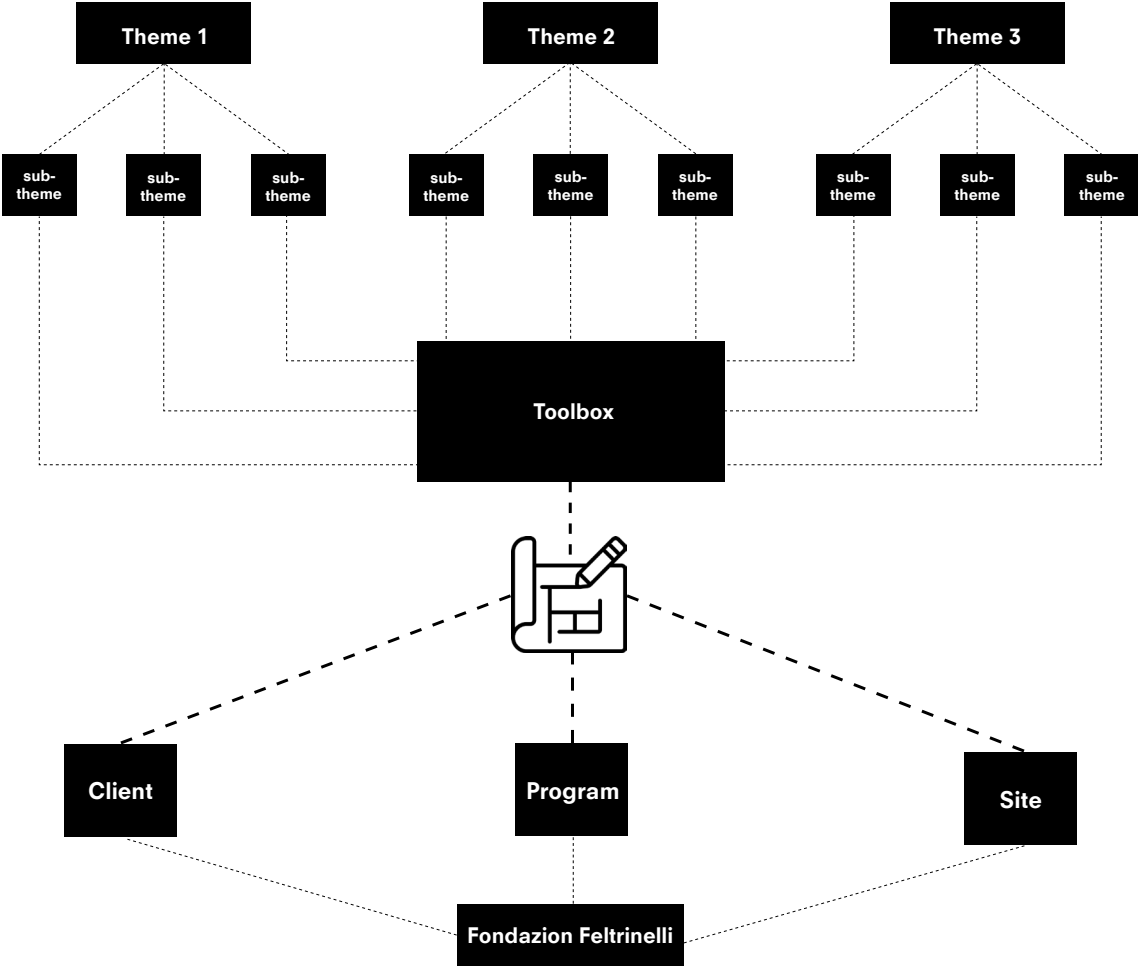 Theme 1
Theme 2
Theme 3
sub-
theme
sub-
theme
sub-
theme
sub-
theme
sub-
theme
sub-
theme
sub-
theme
sub-
theme
sub-
theme
Toolbox
Client
Program
Site
Fondazion Feltrinelli